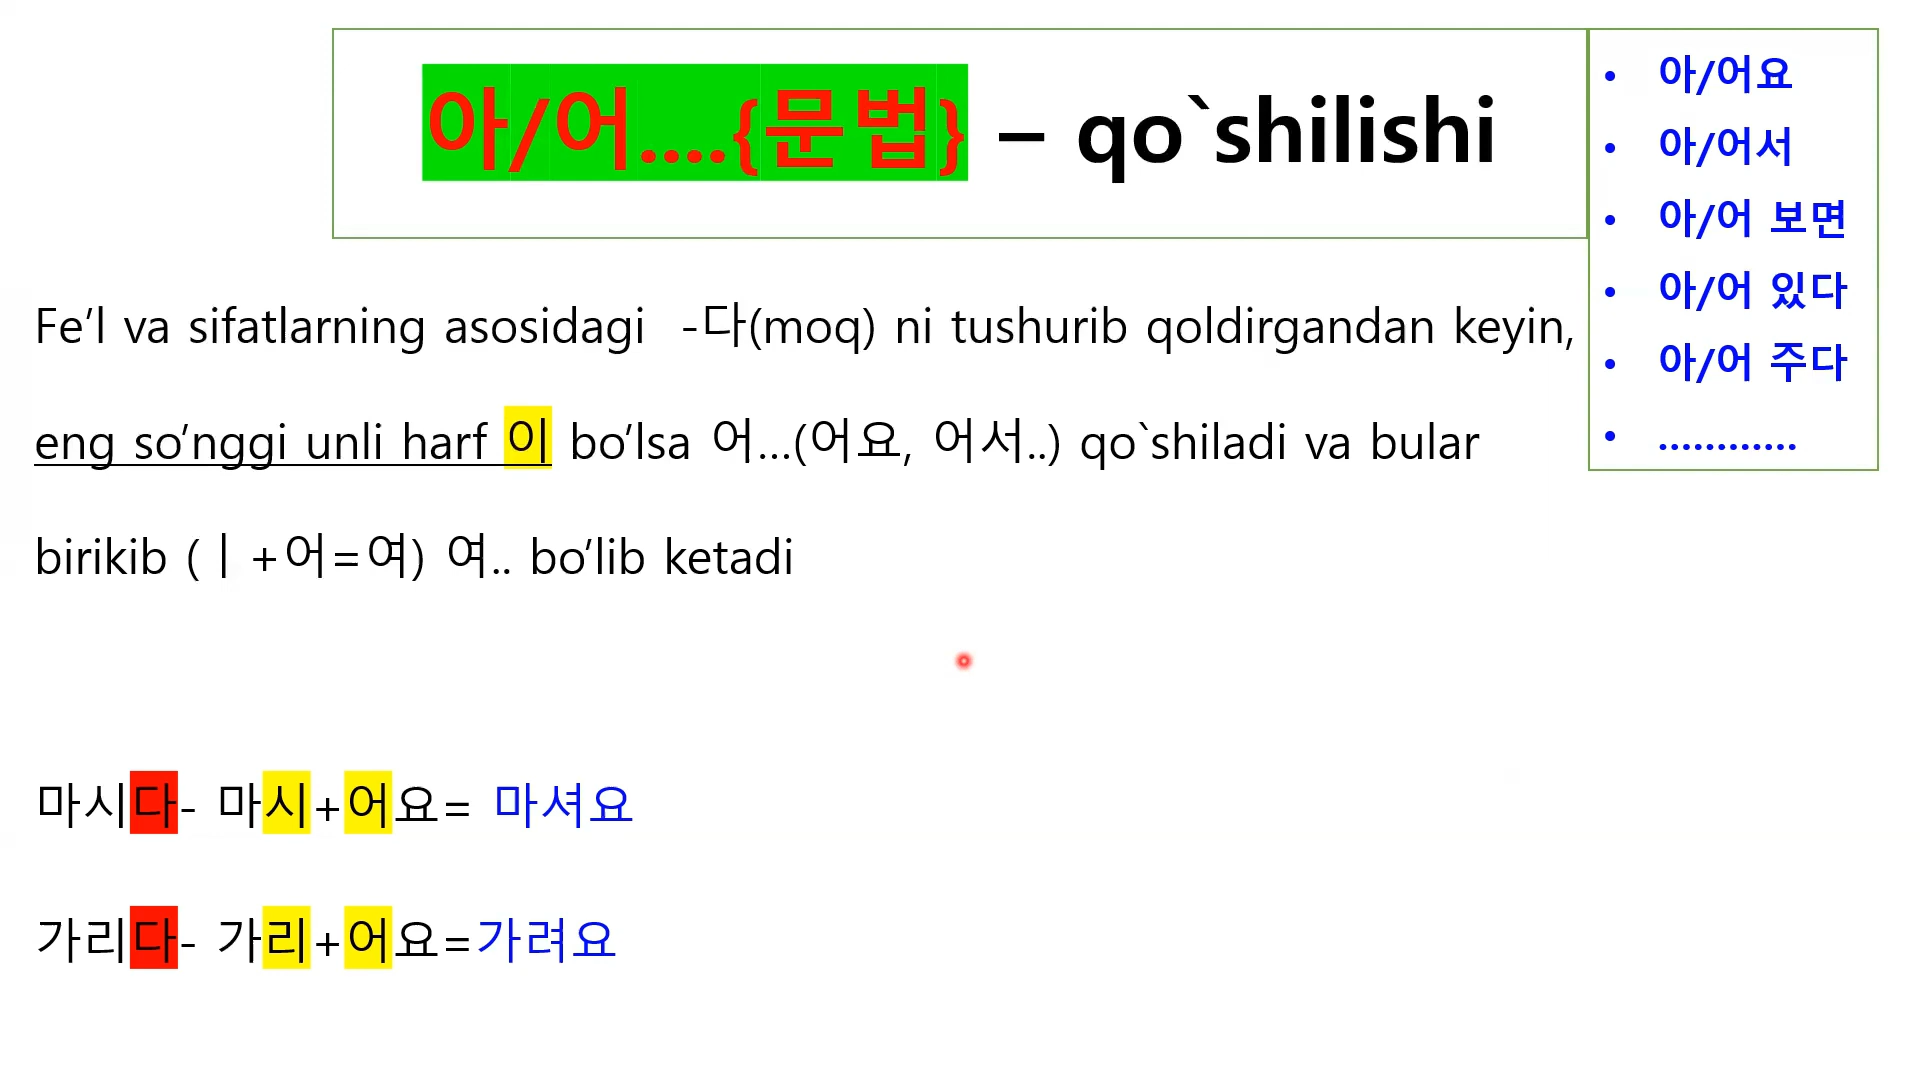 아/어....{문법} – qo`shilishi
• 아/어요
• 아/어서
• 아/어 보면
• 아/어 있다
• 아/어 주다
• ............
Fe’l va sifatlarning asosidagi -다(moq) ni tushurib qoldirgandan keyin,
eng so’nggi unli harf 이 bo’lsa 어...(어요, 어서..) qo`shiladi va bular
birikib (ㅣ+어=여) 여.. bo’lib ketadi
마시다- 마시+어요= 마셔요
가리다- 가리+어요=가려요